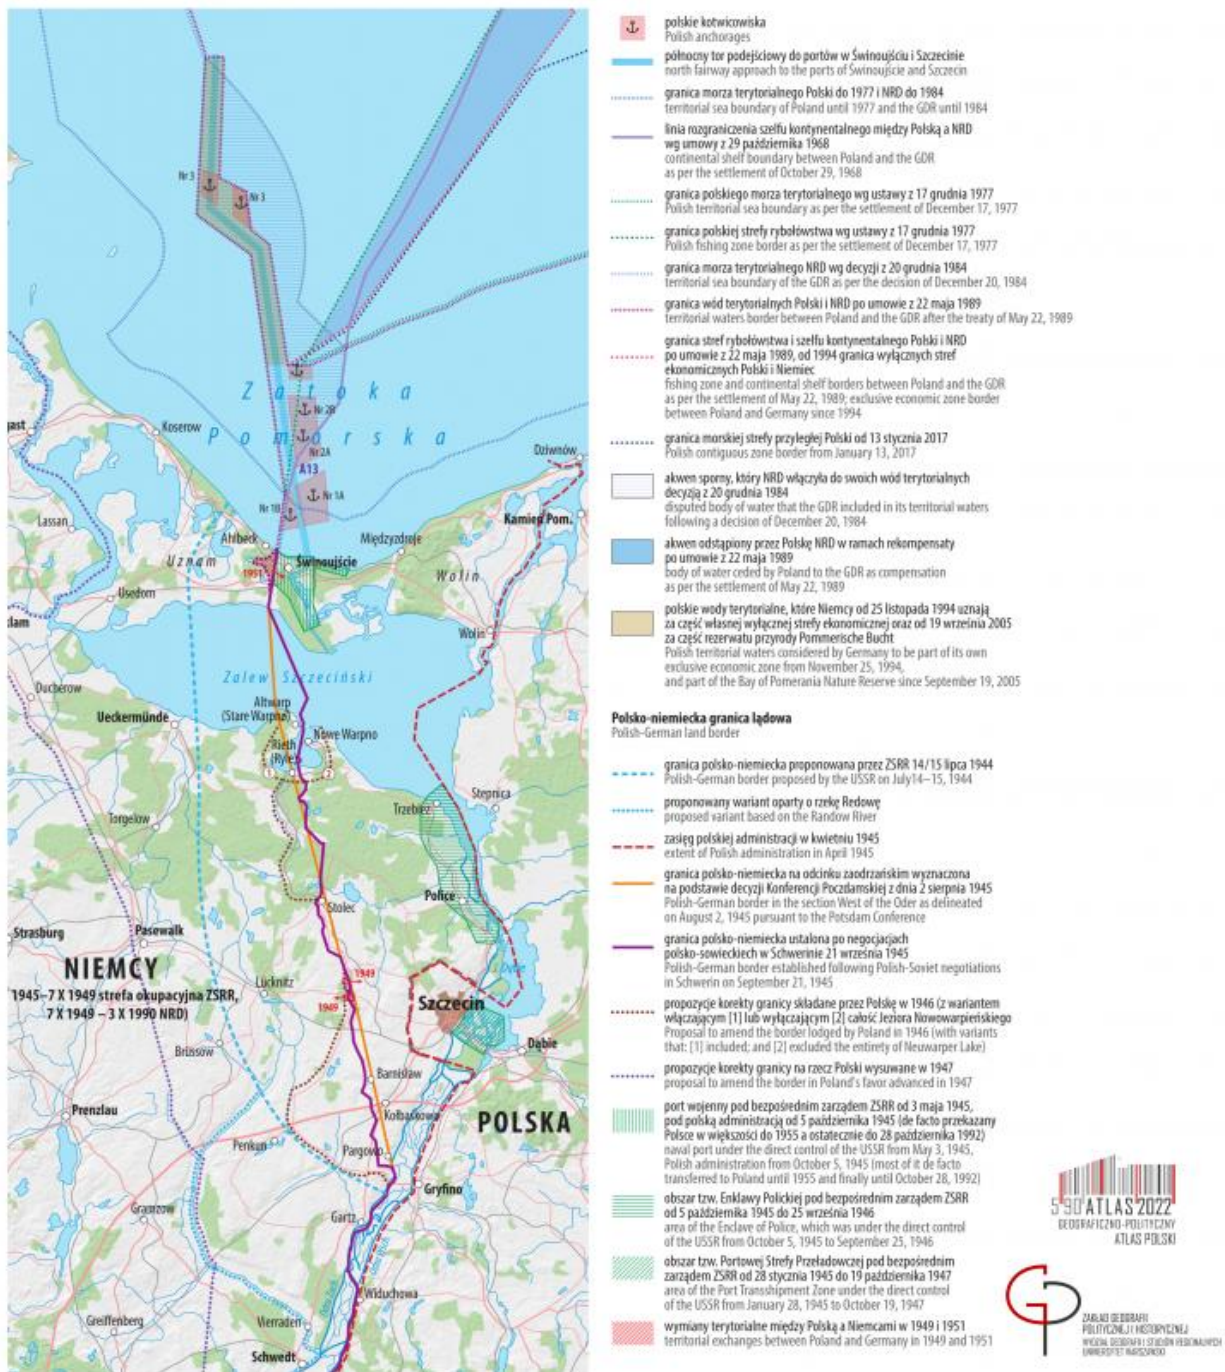 Nr 3
Nr 3
Zatoka
Pomorska
Nr 2B
Nr 2A
A13
Nr 1A
Nr 1B
Koserow
Dziwnów
Lassan
Kamień Pom.
Ahlbeck
Międzyzdroje
Uznam
Świnoujście
1951
Wolin
Usedom
Wolin
Zalew Szczeciński
Ducherow
Altwarp
(Stare Warpno)
Ueckermünde
Nowe Warpno
Rieth
(Ryle)
1
2
Stepnica
Trzebież
Torgelow
Police
Stolec
Strasburg
Pasewalk
NIEMCY
1945–7 X 1949 strefa okupacyjna ZSRR,
7 X 1949 – 3 X 1990 NRD)
Löcknitz
1949
1949
Szczecin
Dąbie
Brüssow
Barnisław
Prenzlau
Kołbaskowo
POLSKA
Penkun
Pargowo
Gryfino
Gramzow
Gartz
Widuchowa
Greiffenberg
Vierraden
Schwedt
polskie kotwicowiska
Polish anchorages
północny tor podejściowy do portów w Świnoujściu i Szczecinie
north fairway approach to the ports of Świnoujście and Szczecin
granica morza terytorialnego Polski do 1977 i NRD do 1984
territorial sea boundary of Poland until 1977 and the GDR until 1984
linia rozgraniczenia szelfu kontynentalnego między Polską a NRD
wg umowy z 29 października 1968
continental shelf boundary between Poland and the GDR
as per the settlement of October 29, 1968
granica polskiego morza terytorialnego wg ustawy z 17 grudnia 1977
Polish territorial sea boundary as per the settlement of December 17, 1977
granica polskiej strefy rybołówstwa wg ustawy z 17 grudnia 1977
Polish fishing zone border as per the settlement of December 17, 1977
granica morza terytorialnego NRD wg decyzji z 20 grudnia 1984
territorial sea boundary of the GDR as per the decision of December 20, 1984
granica wód terytorialnych Polski i NRD po umowie z 22 maja 1989
territorial waters border between Poland and the GDR after the treaty of May 22, 1989
granica stref rybołówstwa i szelfu kontynentalnego Polski i NRD
po umowie z 22 maja 1989, od 1994 granica wyłącznych stref
ekonomicznych Polski i Niemiec
fishing zone and continental shelf borders between Poland and the GDR
as per the settlement of May 22, 1989; exclusive economic zone border
between Poland and Germany since 1994
granica morskiej strefy przyległej Polski od 13 stycznia 2017
Polish contiguous zone border from January 13, 2017
akwen sporny, który NRD włączyła do swoich wód terytorialnych
decyzją z 20 grudnia 1984
disputed body of water that the GDR included in its territorial waters
following a decision of December 20, 1984
akwen odstąpiony przez Polskę NRD w ramach rekompensaty
po umowie z 22 maja 1989
body of water ceded by Poland to the GDR as compensation
as per the settlement of May 22, 1989
polskie wody terytorialne, które Niemcy od 25 listopada 1994 uznają
za część własnej wyłącznej strefy ekonomicznej oraz od 19 września 2005
za część rezerwatu przyrody Pommerische Bucht
Polish territorial waters considered by Germany to be part of its own
exclusive economic zone from November 25, 1994,
and part of the Bay of Pomerania Nature Reserve since September 19, 2005
Polsko-niemiecka granica lądowa
Polish-German land border
granica polsko-niemiecka proponowana przez ZSRR 14/15 lipca 1944
Polish-German border proposed by the USSR on July14–15, 1944
proponowany wariant oparty o rzekę Redowę
proposed variant based on the Randow River
zasięg polskiej administracji w kwietniu 1945
extent of Polish administration in April 1945
granica polsko-niemiecka na odcinku zaodrzańskim wyznaczona
na podstawie decyzji Konferencji Poczdamskiej z dnia 2 sierpnia 1945
Polish-German border in the section West of the Oder as delineated
on August 2, 1945 pursuant to the Potsdam Conference
granica polsko-niemiecka ustalona po negocjacjach
polsko-sowieckich w Schwerinie 21 września 1945
Polish-German border established following Polish-Soviet negotiations
in Schwerin on September 21, 1945
propozycje korekty granicy składane przez Polskę w 1946 (z wariantem
włączającym [1] lub wyłączającym [2] całość Jeziora Nowowarpieńskiego
Proposal to amend the border lodged by Poland in 1946 (with variants
that: [1] included; and [2] excluded the entirety of Neuwarper Lake)
propozycje korekty granicy na rzecz Polski wysuwane w 1947
proposal to amend the border in Poland's favor advanced in 1947
port wojenny pod bezpośrednim zarządem ZSRR od 3 maja 1945,
pod polską administracją od 5 października 1945 (de facto przekazany
Polsce w większości do 1955 a ostatecznie do 28 października 1992)
naval port under the direct control of the USSR from May 3, 1945,
Polish administration from October 5, 1945 (most of it de facto
transferred to Poland until 1955 and finally until October 28, 1992)
obszar tzw. Enklawy Polickiej pod bezpośrednim zarządem ZSRR
od 5 października 1945 do 25 września 1946
area of the Enclave of Police, which was under the direct control
of the USSR from October 5, 1945 to September 25, 1946
obszar tzw. Portowej Strefy Przeładowczej pod bezpośrednim
zarządem ZSRR od 28 stycznia 1945 do 19 października 1947
area of the Port Transshipment Zone under the direct control
of the USSR from January 28, 1945 to October 19, 1947
wymiany terytorialne między Polską a Niemcami w 1949 i 1951
territorial exchanges between Poland and Germany in 1949 and 1951
ATLAS 2022
GEOGRAFICZNO-POLITYCZNY
ATLAS POLSKI
ZAKŁAD GEOGRAFII
POLITYCZNEJ I HISTORYCZNEJ
WYDZIAŁ GEOGRAFII I STUDIÓW REGIONALNYCH
UNIWERSYTET WARSZAWSKI